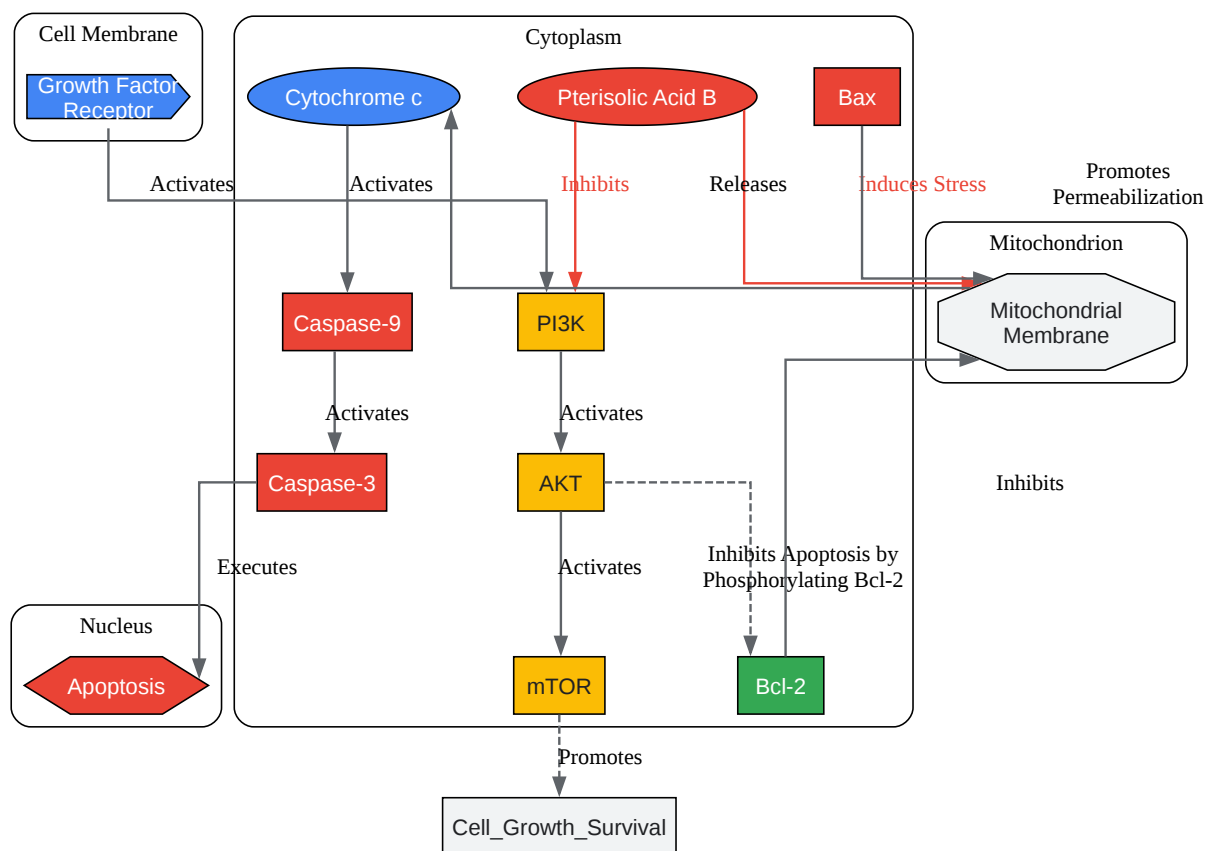 Cell Membrane
Growth Factor
Receptor
Cytoplasm
Cytochrome c
Pterisolic Acid B
Bax
Activates
Activates
Inhibits
Releases
Induces Stress
Promotes
Permeabilization
Mitochondrion
Mitochondrial
Membrane
Caspase-9
PI3K
Activates
Activates
Caspase-3
AKT
Inhibits
Executes
Activates
Inhibits Apoptosis by
Phosphorylating Bcl-2
Nucleus
Apoptosis
mTOR
Bcl-2
Promotes
Cell_Growth_Survival